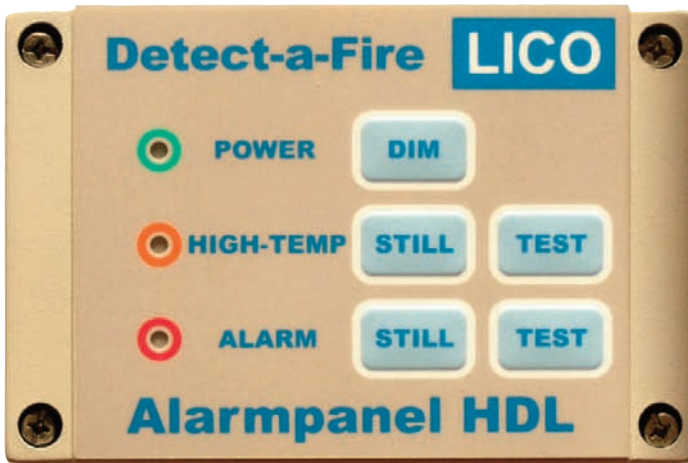 Detect-a-Fire LICO
POWER DIM
HIGH-TEMP STILL TEST
ALARM STILL TEST
Alarmpanel HDL